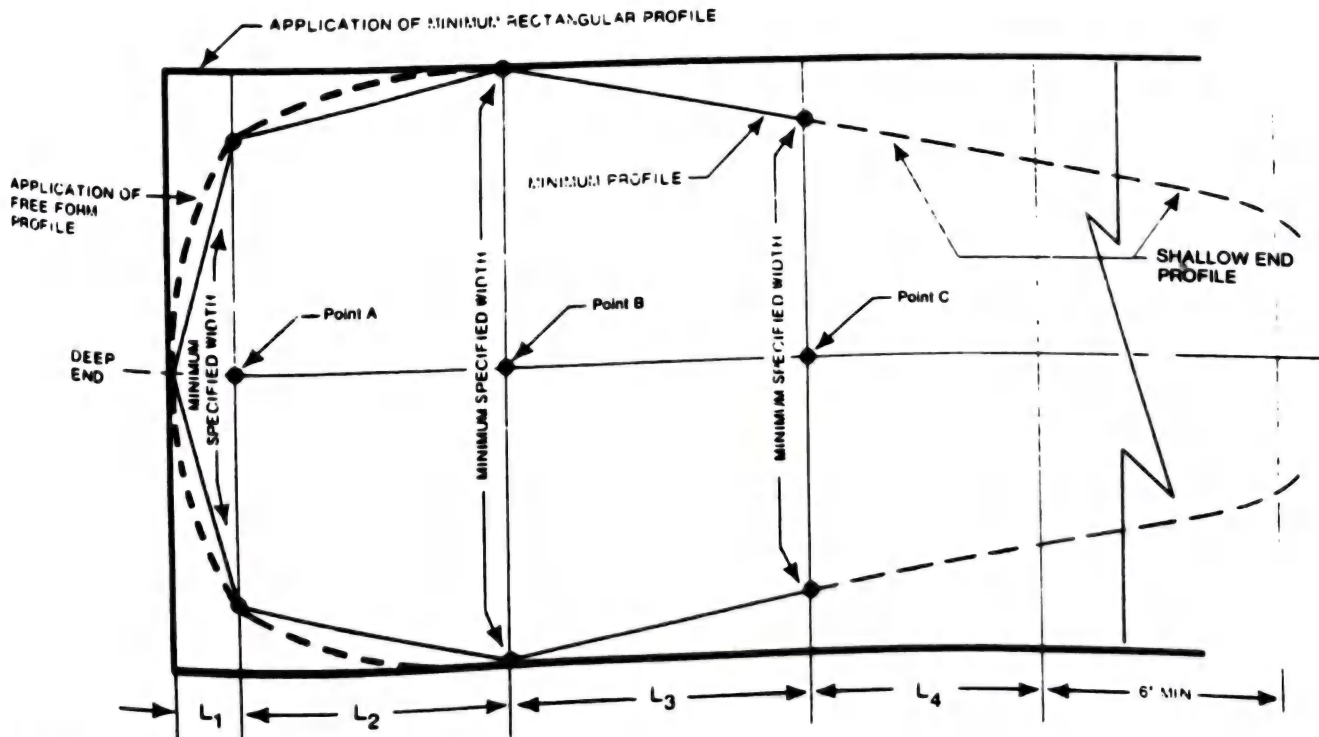 APPLICATION OF MINIMUM RECTANGULAR PROFILE
APPLICATION OF
FREE FORM
PROFILE
MINIMUM PROFILE
SHALLOW END
PROFILE
MINIMUM
SPECIFIED WIDTH
MINIMUM SPECIFIED WIDTH
MINIMUM SPECIFIED WIDTH
Point A
Point B
Point C
DEEP
END
L1
L2
L3
L4
6' MIN